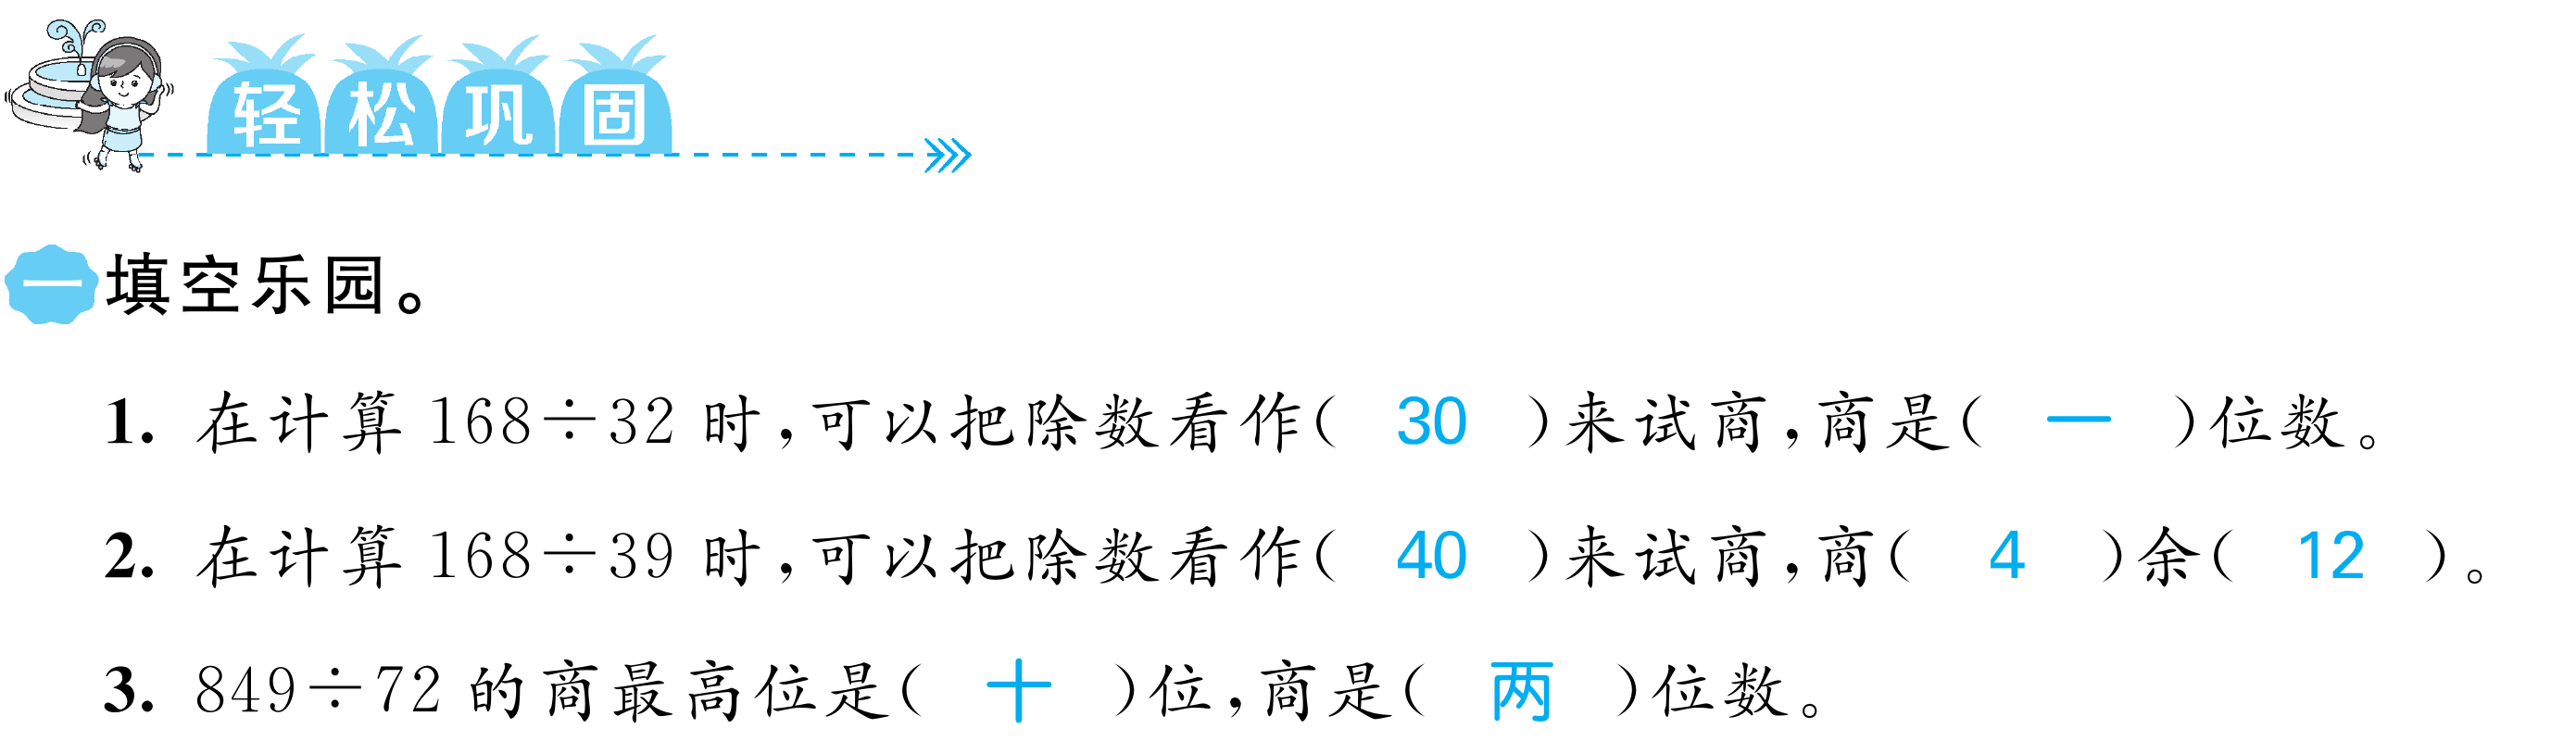 轻松巩固
一 填空乐园。
1. 在计算 168÷32 时,可以把除数看作( 30 )来试商,商是( 一 )位数。
2. 在计算 168÷39 时,可以把除数看作( 40 )来试商,商( 4 )余( 12 )。
3. 849÷72 的商最高位是( 十 )位,商是( 两 )位数。